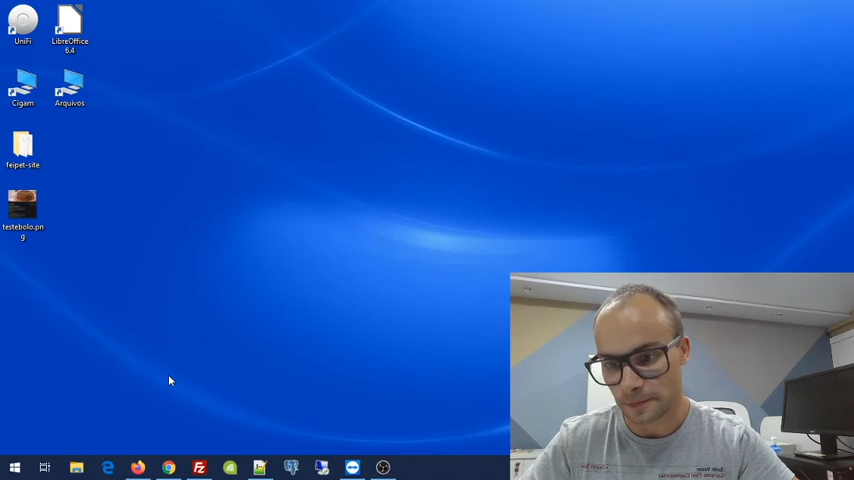 UniFi
LibreOffice
6.4
Cigam
Arquivos
feipet-site
testebolo.pn
g